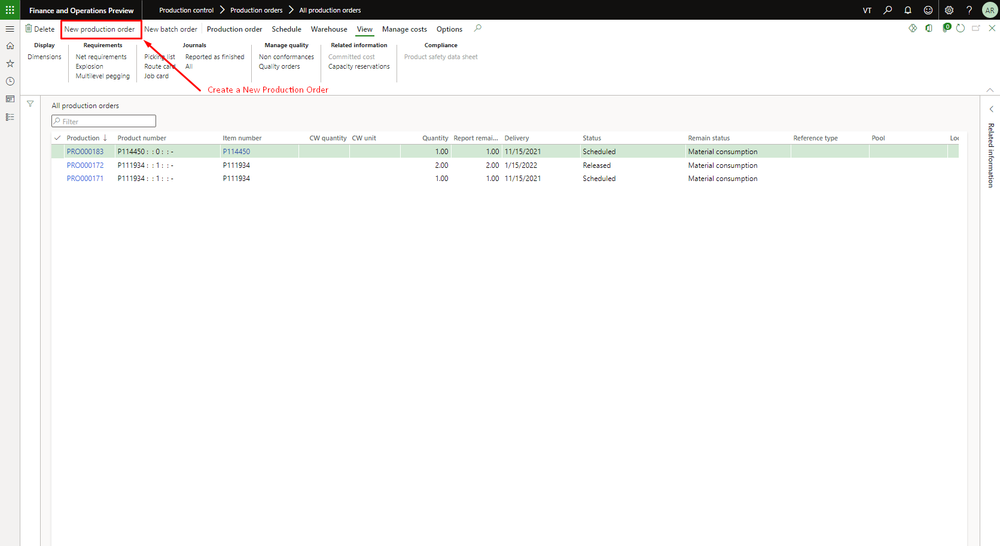 Finance and Operations Preview Production control Production orders All production orders VT ? AR
Delete New production order New batch order Production order Schedule Warehouse View Manage costs Options 0
Display Requirements Journals Manage quality Related information Compliance
Dimensions Net requirements Picking list Reported as finished Non conformances Committed cost Product safety data sheet
Explosion Route card All Quality orders Capacity reservations
Multilevel pegging Job card
Create a New Production Order
All production orders
Filter
Production Product number Item number CW quantity CW unit Quantity Report remai... Delivery Status Remain status Reference type Pool Loc
PRO000183 P114450 : : 0 : : - P114450 1.00 1.00 11/15/2021 Scheduled Material consumption
PRO000172 P111934 : : 1 : : - P111934 2.00 2.00 1/15/2022 Released Material consumption
PRO000171 P111934 : : 1 : : - P111934 1.00 1.00 11/15/2021 Scheduled Material consumption
Related information